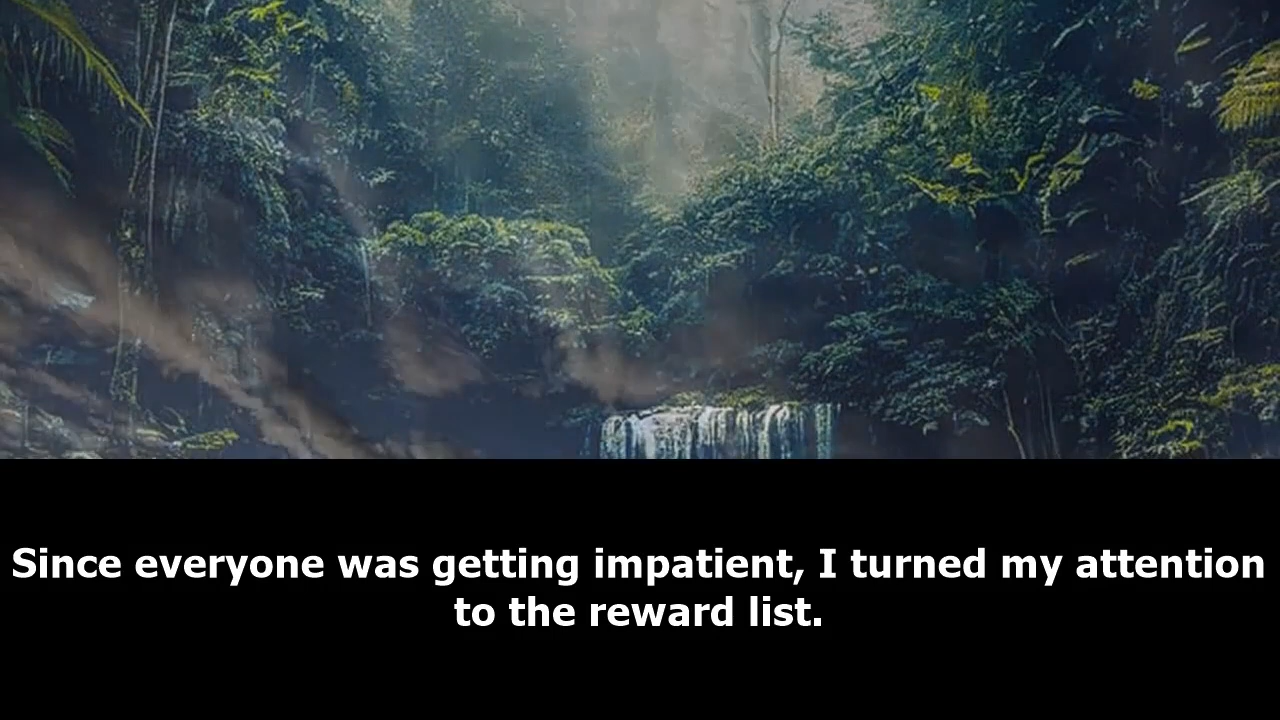 Since everyone was getting impatient, I turned my attention
to the reward list.